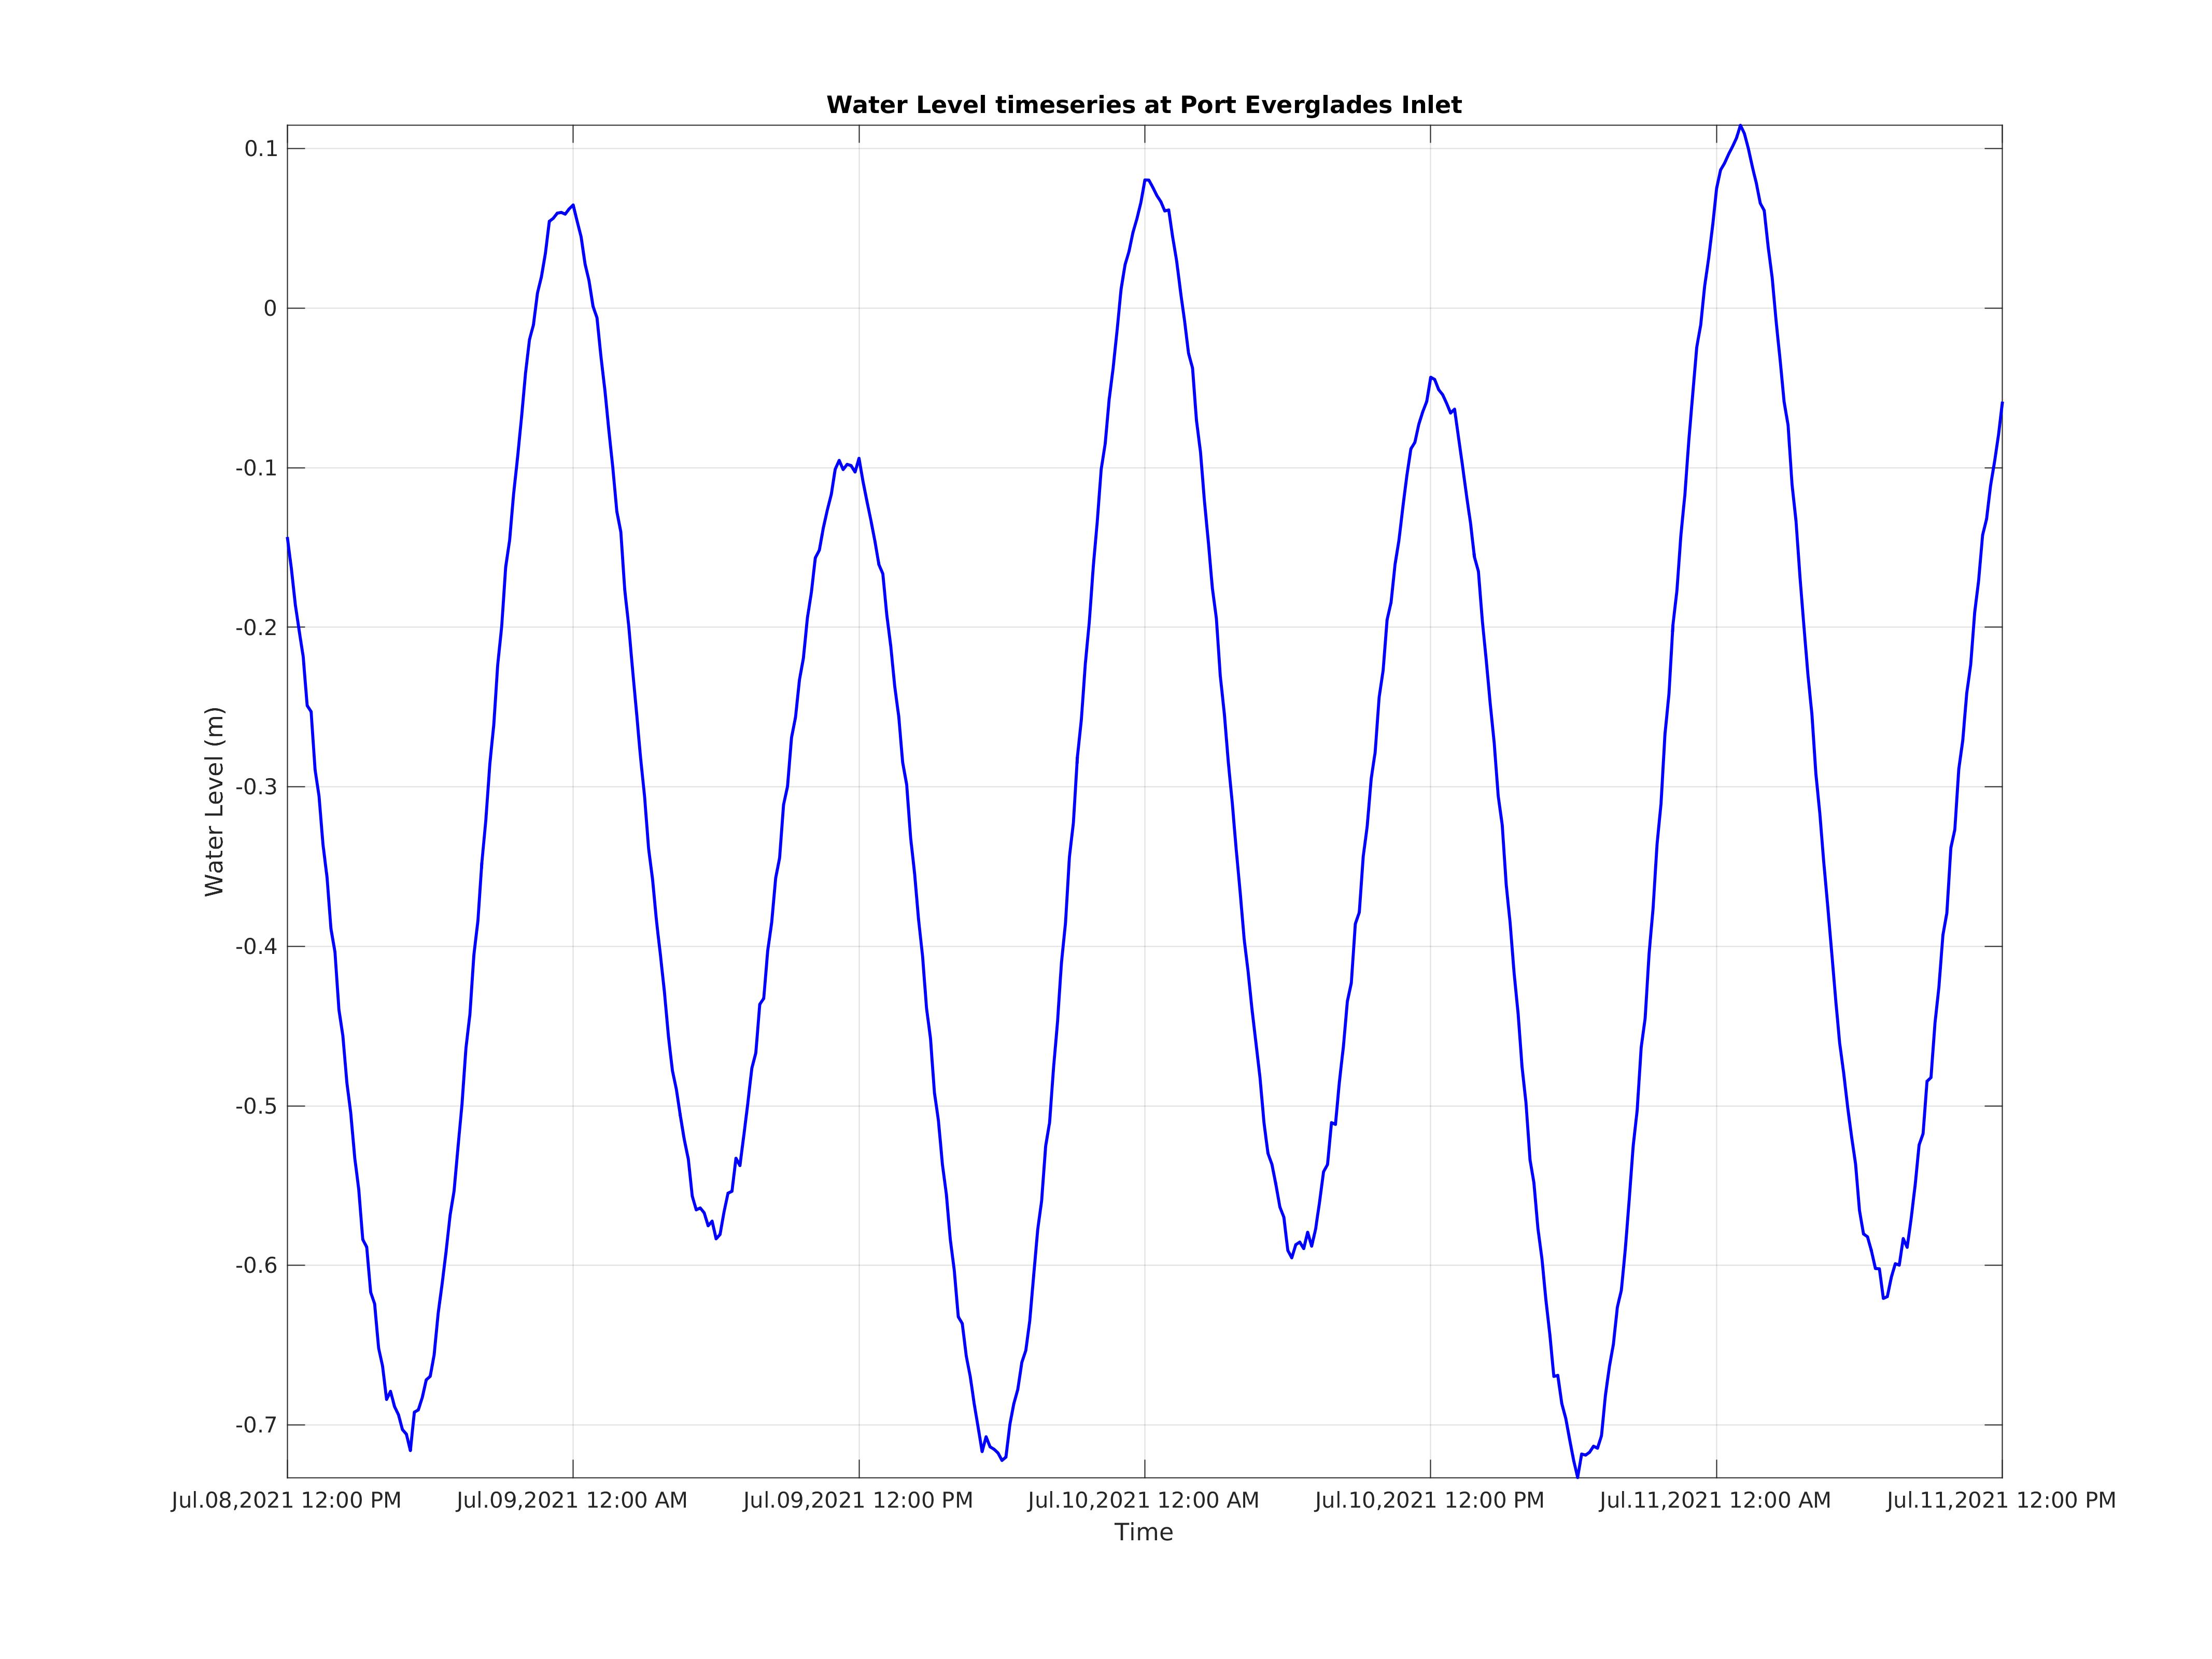 Water Level timeseries at Port Everglades Inlet
0.1
0
-0.1
-0.2
-0.3
-0.4
-0.5
-0.6
-0.7
Water Level (m)
Jul.08,2021 12:00 PM Jul.09,2021 12:00 AM Jul.09,2021 12:00 PM Jul.10,2021 12:00 AM Jul.10,2021 12:00 PM Jul.11,2021 12:00 AM Jul.11,2021 12:00 PM
Time